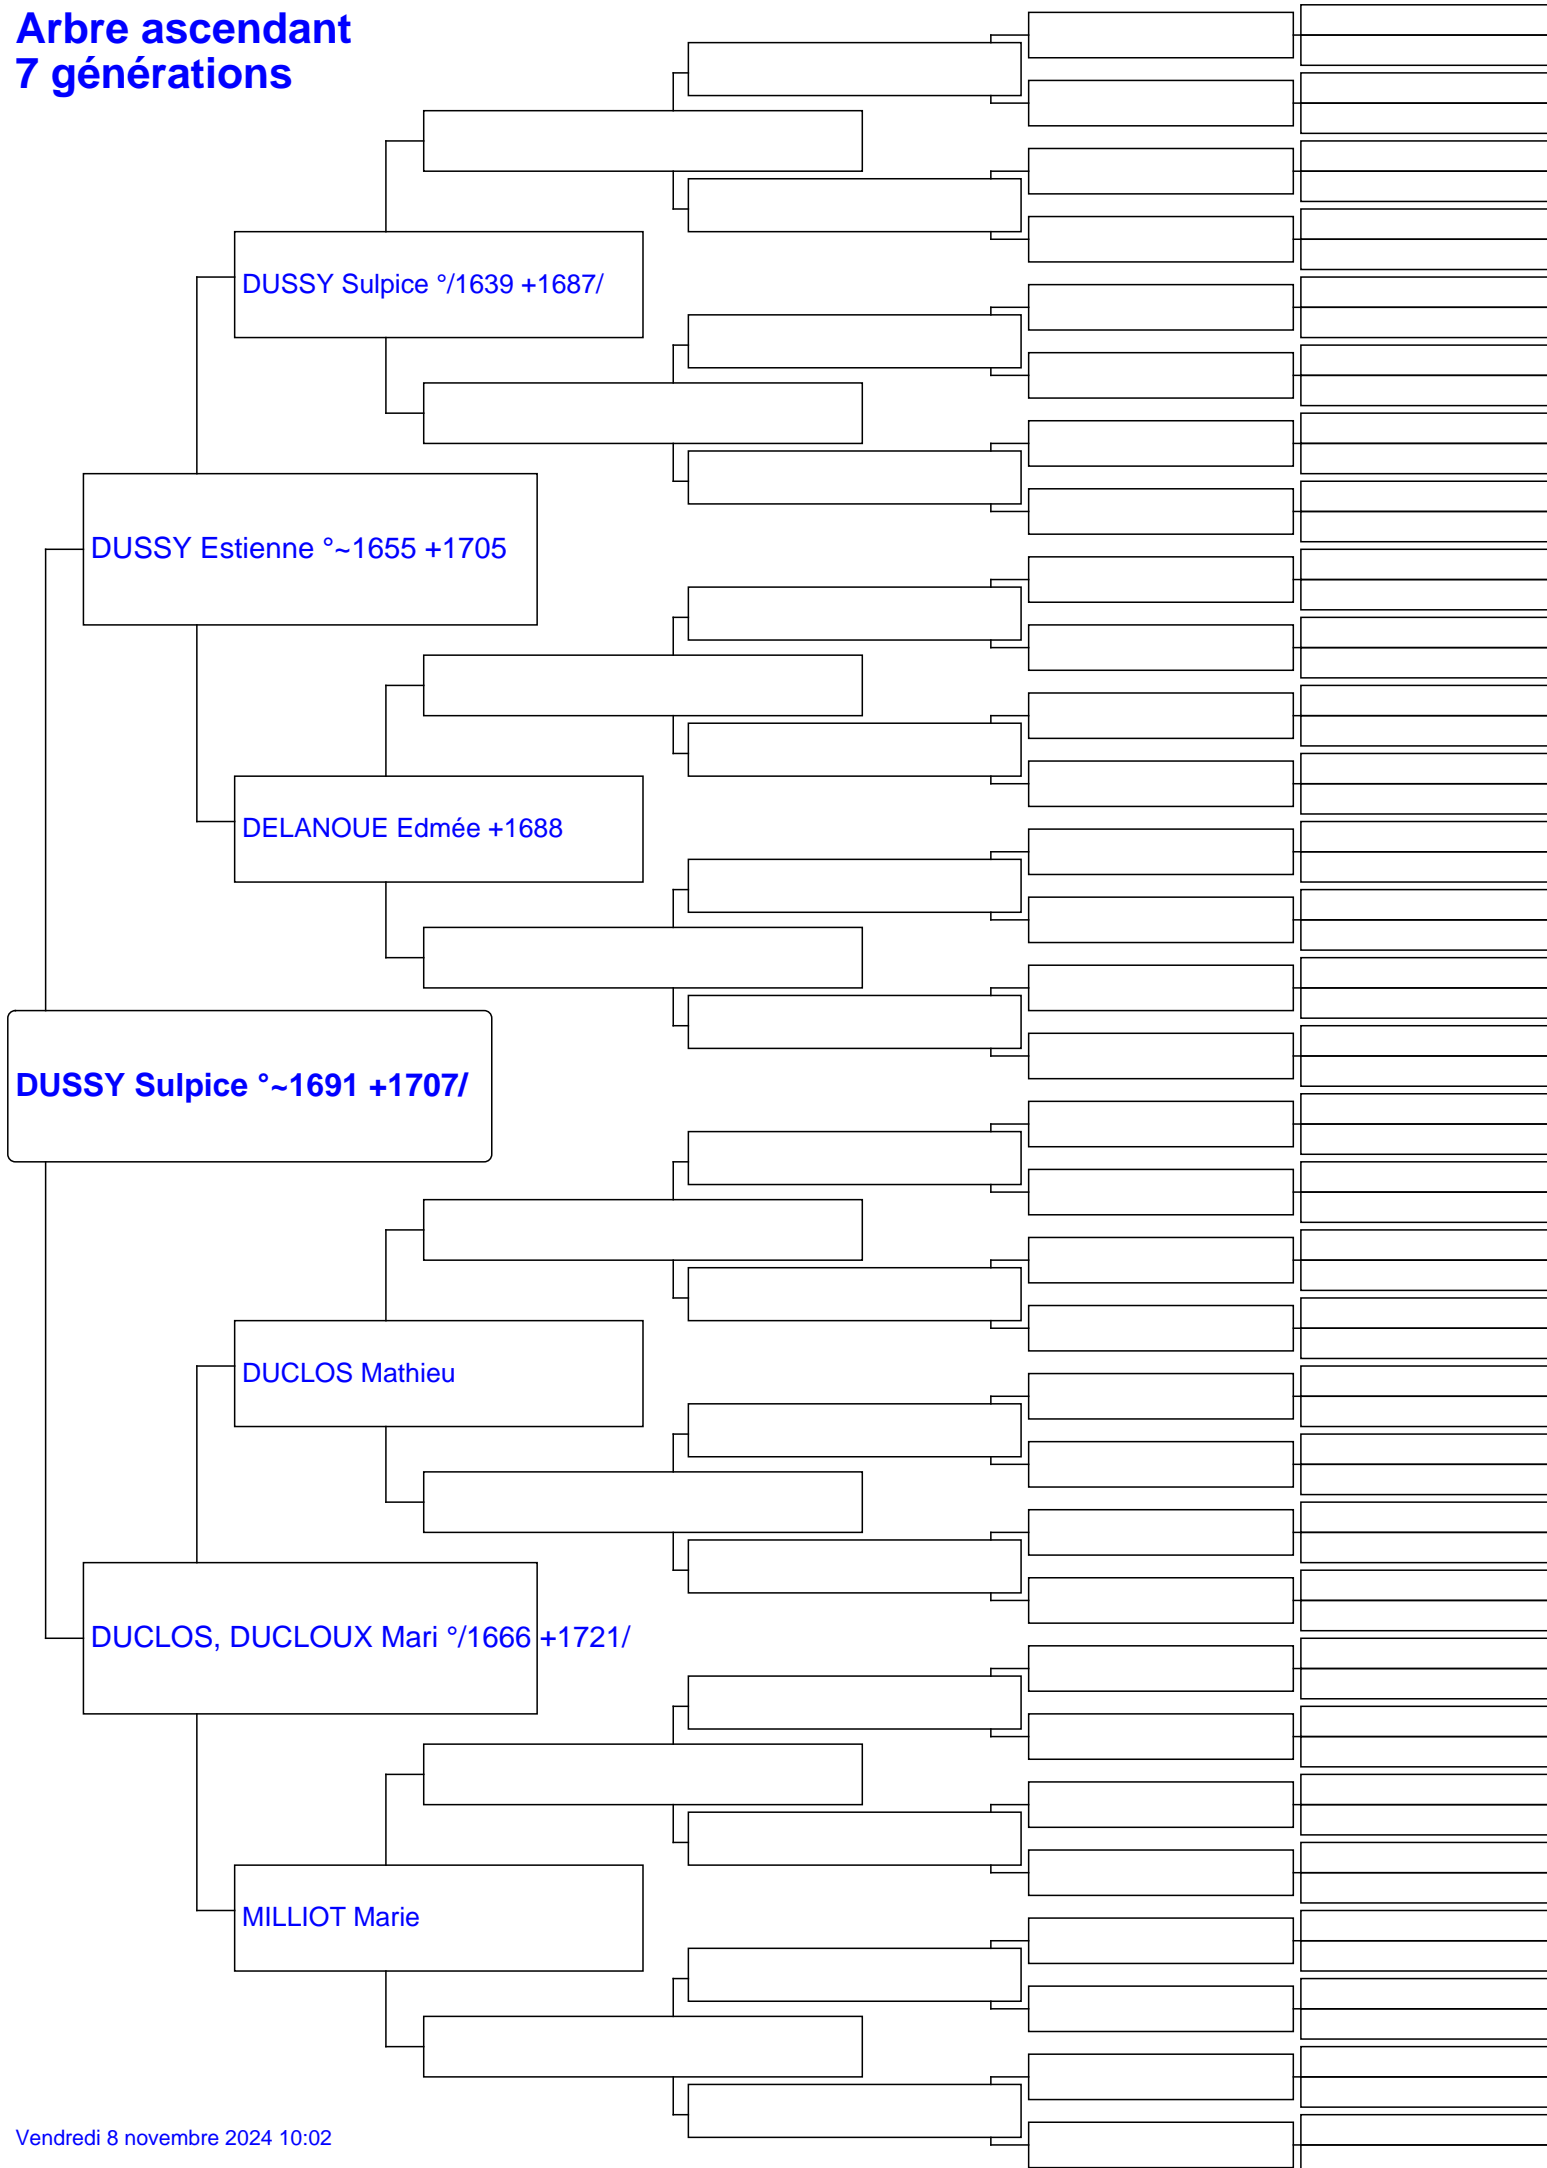 Arbre ascendant
7 générations
DUSSY Sulpice °/1639 +1687/
DUSSY Estienne °~1655 +1705
DELANOUE Edmée +1688
DUSSY Sulpice °~1691 +1707/
DUCLOS Mathieu
DUCLOS, DUCLOUX Mari °/1666 +1721/
MILLIOT Marie
Vendredi 8 novembre 2024 10:02